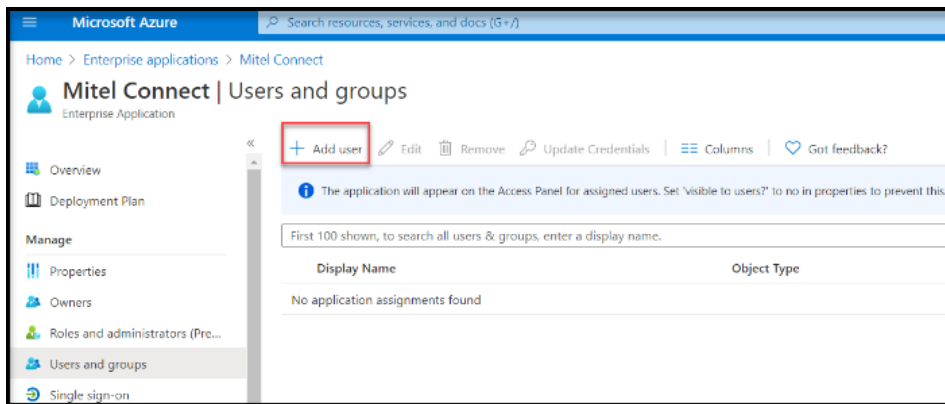 Microsoft Azure
Search resources, services, and docs (G+/)
Home > Enterprise applications > Mitel Connect
Mitel Connect | Users and groups
Enterprise Application
«
+ Add user Edit Remove Update Credentials Columns Got feedback?
Overview
Deployment Plan
The application will appear on the Access Panel for assigned users. Set 'visible to users?' to no in properties to prevent this.
First 100 shown, to search all users & groups, enter a display name.
Manage
Display Name Object Type
Properties
No application assignments found
Owners
Roles and administrators (Pre...
Users and groups
Single sign-on